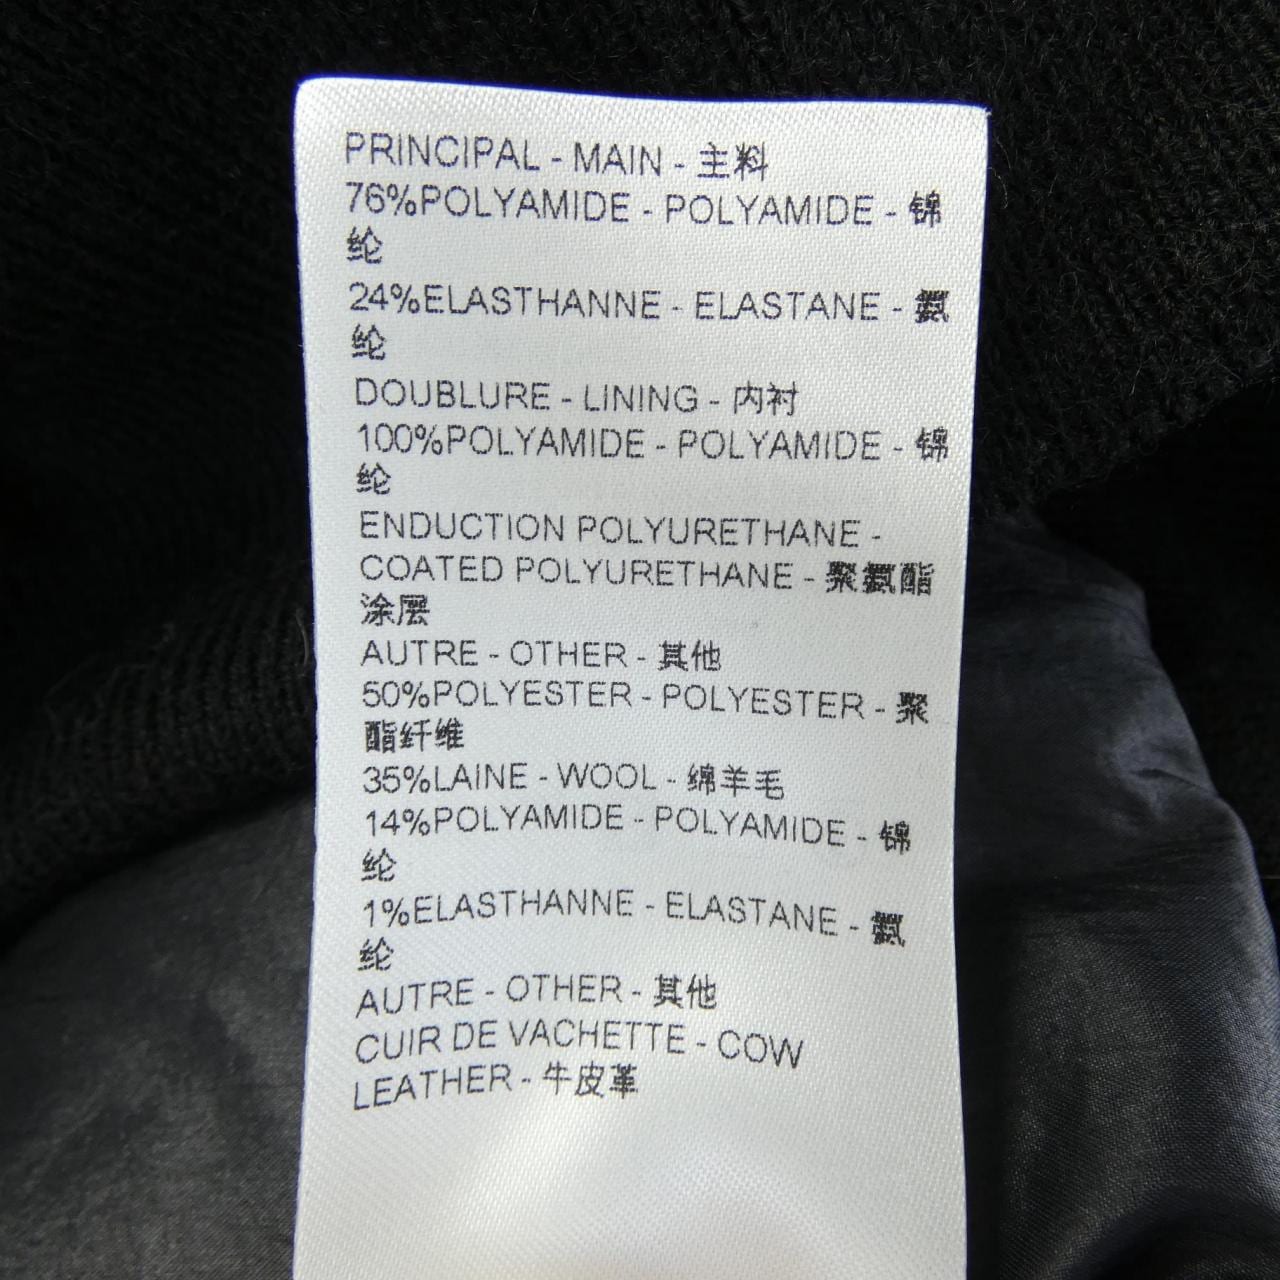 PRINCIPAL - MAIN - 主料
76%POLYAMIDE - POLYAMIDE - 锦
纶
24%ELASTHANNE - ELASTANE - 氨
纶
DOUBLURE - LINING - 内衬
100%POLYAMIDE - POLYAMIDE - 锦
纶
ENDUCTION POLYURETHANE -
COATED POLYURETHANE - 聚氨酯
涂层
AUTRE - OTHER - 其他
50%POLYESTER - POLYESTER - 聚
酯纤维
35%LAINE - WOOL - 绵羊毛
14%POLYAMIDE - POLYAMIDE - 锦
纶
1%ELASTHANNE - ELASTANE - 氨
纶
AUTRE - OTHER - 其他
CUIR DE VACHETTE - COW
LEATHER - 牛皮革